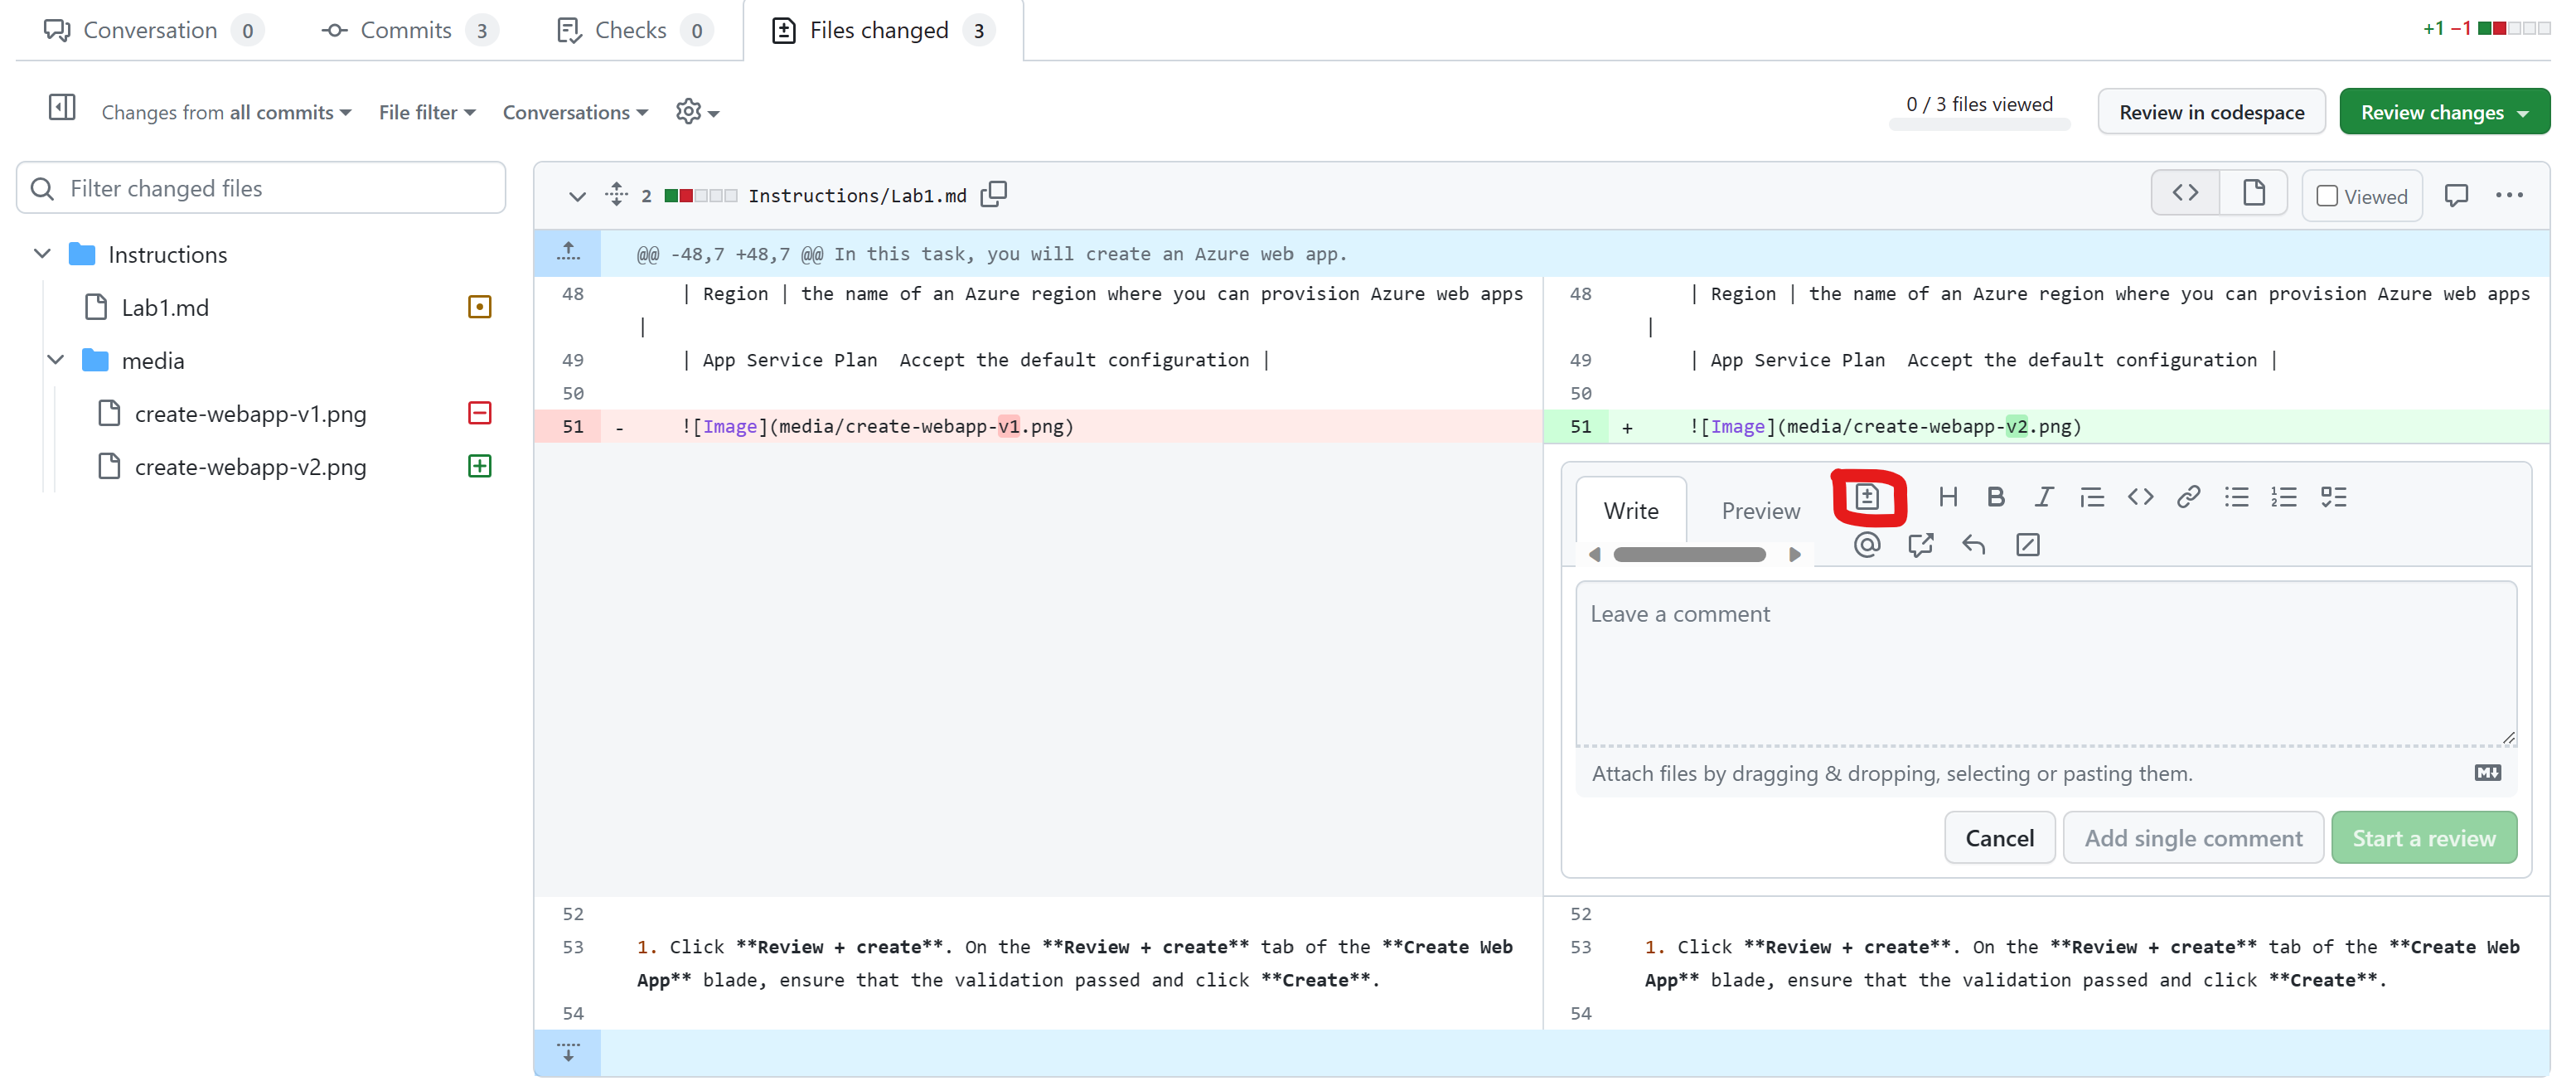 Conversation 0 Commits 3 Checks 0 Files changed 3 +1 −1
Changes from all commits File filter Conversations 0 / 3 files viewed Review in codespace Review changes
Filter changed files
Instructions
Lab1.md
media
create-webapp-v1.png
create-webapp-v2.png
2 Instructions/Lab1.md Viewed
@@ -48,7 +48,7 @@ In this task, you will create an Azure web app.
48 | Region | the name of an Azure region where you can provision Azure web apps
|
49 | App Service Plan  Accept the default configuration |
50
51 - ![Image](media/create-webapp-v1.png)
48 | Region | the name of an Azure region where you can provision Azure web apps
|
49 | App Service Plan  Accept the default configuration |
50
51 + ![Image](media/create-webapp-v2.png)
Write Preview
Leave a comment
Attach files by dragging & dropping, selecting or pasting them.
Cancel Add single comment Start a review
52
53 1. Click **Review + create**. On the **Review + create** tab of the **Create Web
App** blade, ensure that the validation passed and click **Create**.
54
52
53 1. Click **Review + create**. On the **Review + create** tab of the **Create Web
App** blade, ensure that the validation passed and click **Create**.
54